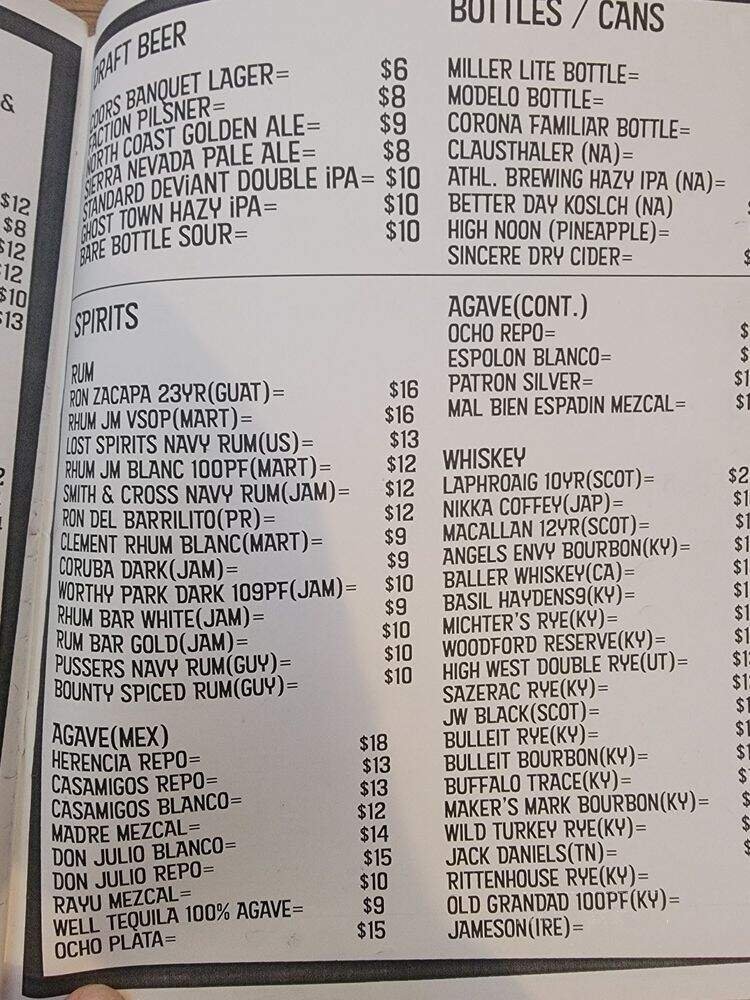 &
$12
$8
$12
12
$10
$13
DRAFT BEER
COORS BANQUET LAGER= $6
FACTION PILSNER= $8
NORTH COAST GOLDEN ALE= $9
SIERRA NEVADA PALE ALE= $8
STANDARD DEViANT DOUBLE iPA= $10
GHOST TOWN HAZY iPA= $10
BARE BOTTLE SOUR= $10
SPIRITS
RUM
RON ZACAPA 23YR(GUAT)= $16
RHUM JM VSOP(MART)= $16
LOST SPIRITS NAVY RUM(US)= $13
RHUM JM BLANC 100PF(MART)= $12
SMITH & CROSS NAVY RUM(JAM)= $12
RON DEL BARRILITO(PR)= $12
CLEMENT RHUM BLANC(MART)= $9
CORUBA DARK(JAM)= $9
WORTHY PARK DARK 109PF(JAM)= $10
RHUM BAR WHITE(JAM)= $9
RUM BAR GOLD(JAM)= $10
PUSSERS NAVY RUM(GUY)= $10
BOUNTY SPICED RUM(GUY)= $10
AGAVE(MEX)
HERENCIA REPO= $18
CASAMIGOS REPO= $13
CASAMIGOS BLANCO= $13
MADRE MEZCAL= $12
DON JULIO BLANCO= $14
DON JULIO REPO= $15
RAYU MEZCAL= $10
WELL TEQUILA 100% AGAVE= $9
OCHO PLATA= $15
BOTTLES / CANS
MILLER LITE BOTTLE=
MODELO BOTTLE=
CORONA FAMILIAR BOTTLE=
CLAUSTHALER (NA)=
ATHL. BREWING HAZY IPA (NA)=
BETTER DAY KOSLCH (NA)
HIGH NOON (PINEAPPLE)=
SINCERE DRY CIDER=
AGAVE(CONT.)
OCHO REPO=
ESPOLON BLANCO=
PATRON SILVER=
MAL BIEN ESPADIN MEZCAL=
WHISKEY
LAPHROAIG 10YR(SCOT)=
NIKKA COFFEY(JAP)=
MACALLAN 12YR(SCOT)=
ANGELS ENVY BOURBON(KY)=
BALLER WHISKEY(CA)=
BASIL HAYDENS9(KY)=
MICHTER'S RYE(KY)=
WOODFORD RESERVE(KY)=
HIGH WEST DOUBLE RYE(UT)=
SAZERAC RYE(KY)=
JW BLACK(SCOT)=
BULLEIT RYE(KY)=
BULLEIT BOURBON(KY)=
BUFFALO TRACE(KY)=
MAKER'S MARK BOURBON(KY)=
WILD TURKEY RYE(KY)=
JACK DANIELS(TN)=
RITTENHOUSE RYE(KY)=
OLD GRANDAD 100PF(KY)=
JAMESON(IRE)=